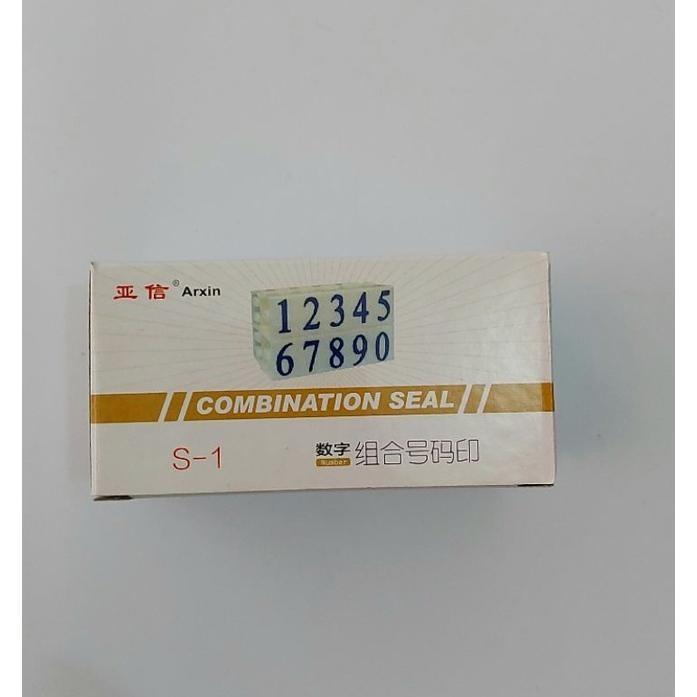 亚信® Arxin
12345
67890
COMBINATION SEAL
S-1
数字 组合号码印
Number